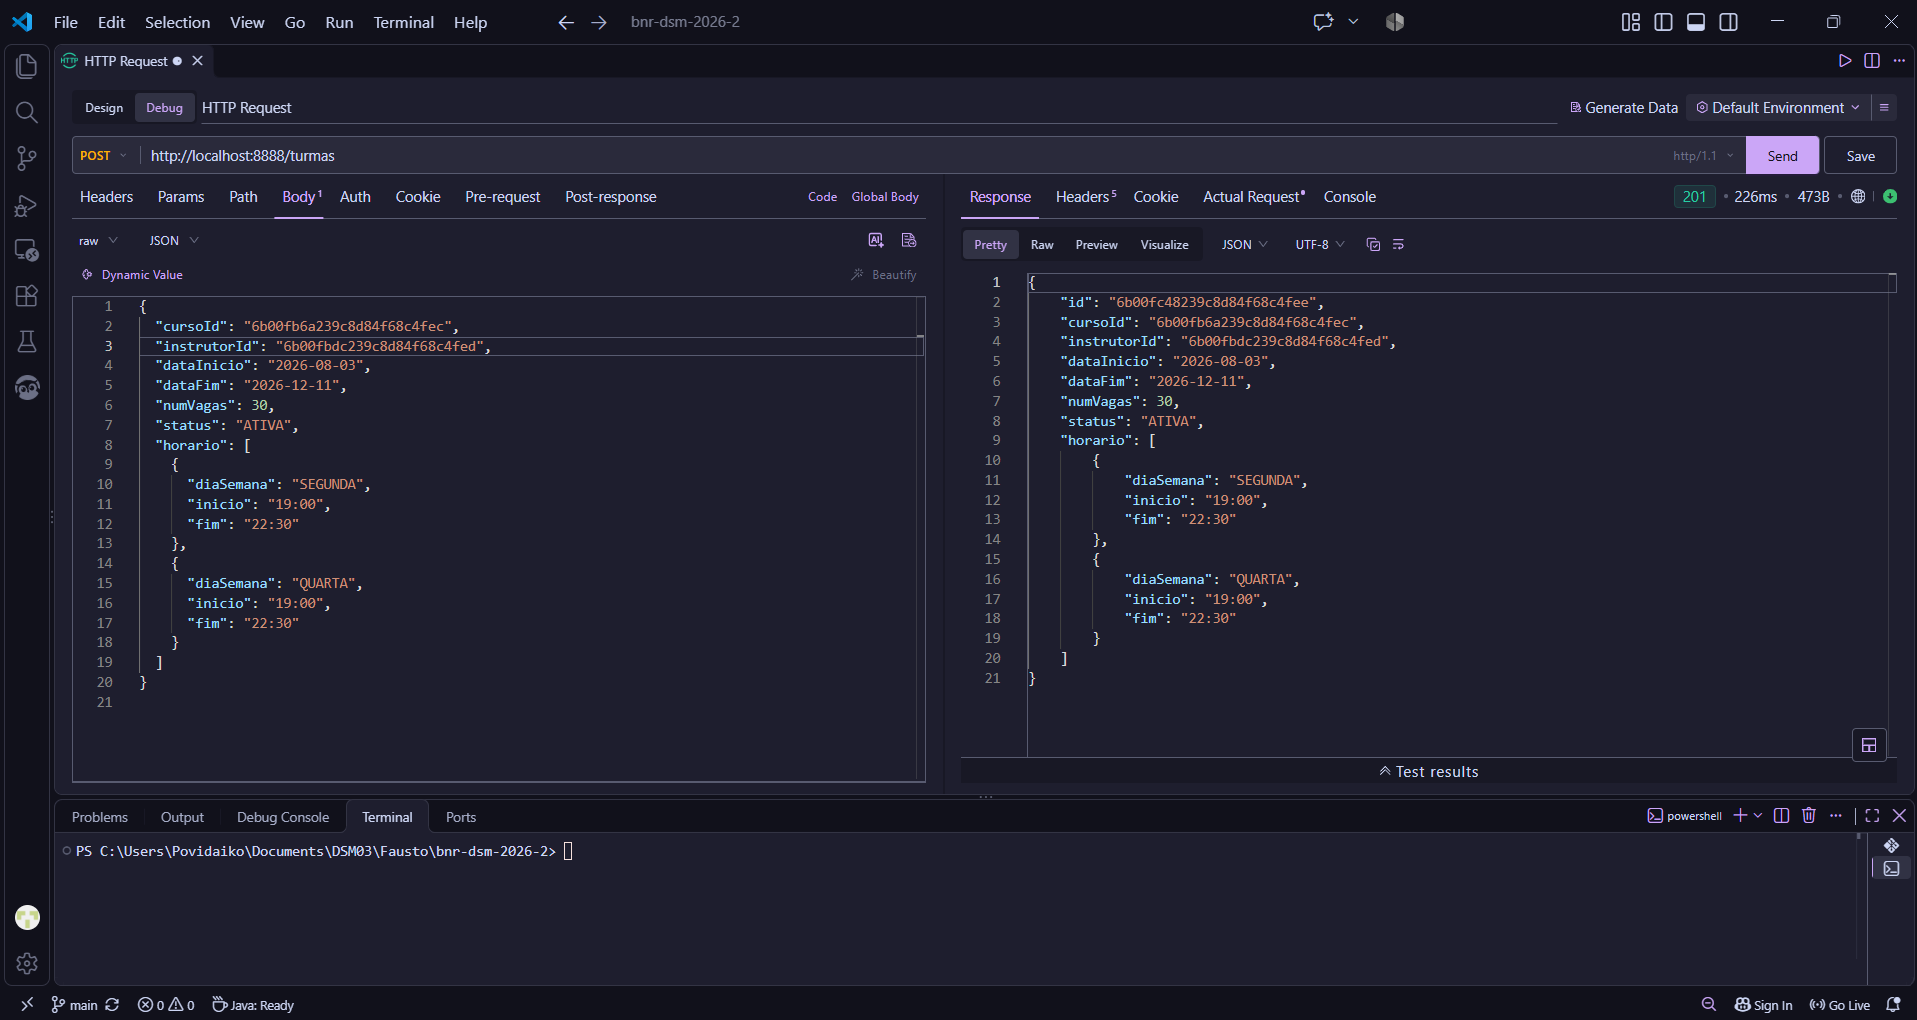 File Edit Selection View Go Run Terminal Help bnr-dsm-2026-2
HTTP Request
Design Debug HTTP Request Generate Data Default Environment
POST http://localhost:8888/turmas http/1.1 Send Save
Headers Params Path Body 1 Auth Cookie Pre-request Post-response Code Global Body
raw JSON
Dynamic Value Beautify
1 {
2 "cursoId": "6b00fb6a239c8d84f68c4fec",
3 "instrutorId": "6b00fbdc239c8d84f68c4fed",
4 "dataInicio": "2026-08-03",
5 "dataFim": "2026-12-11",
6 "numVagas": 30,
7 "status": "ATIVA",
8 "horario": [
9 {
10 "diaSemana": "SEGUNDA",
11 "inicio": "19:00",
12 "fim": "22:30"
13 },
14 {
15 "diaSemana": "QUARTA",
16 "inicio": "19:00",
17 "fim": "22:30"
18 }
19 ]
20 }
21
Response Headers 5 Cookie Actual Request Console 201 226ms 473B
Pretty Raw Preview Visualize JSON UTF-8
1 {
2 "id": "6b00fc48239c8d84f68c4fee",
3 "cursoId": "6b00fb6a239c8d84f68c4fec",
4 "instrutorId": "6b00fbdc239c8d84f68c4fed",
5 "dataInicio": "2026-08-03",
6 "dataFim": "2026-12-11",
7 "numVagas": 30,
8 "status": "ATIVA",
9 "horario": [
10 {
11 "diaSemana": "SEGUNDA",
12 "inicio": "19:00",
13 "fim": "22:30"
14 },
15 {
16 "diaSemana": "QUARTA",
17 "inicio": "19:00",
18 "fim": "22:30"
19 }
20 ]
21 }
Test results
Problems Output Debug Console Terminal Ports powershell
PS C:\Users\Povidaiko\Documents\DSM03\Fausto\bnr-dsm-2026-2>
main 0 0 Java: Ready Sign In Go Live